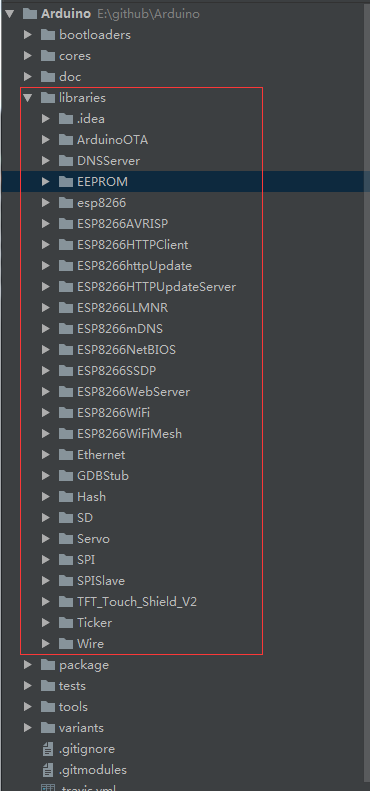 Arduino E:\github\Arduino
bootloaders
cores
doc
libraries
.idea
ArduinoOTA
DNSServer
EEPROM
esp8266
ESP8266AVRISP
ESP8266HTTPClient
ESP8266httpUpdate
ESP8266HTTPUpdateServer
ESP8266LLMNR
ESP8266mDNS
ESP8266NetBIOS
ESP8266SSDP
ESP8266WebServer
ESP8266WiFi
ESP8266WiFiMesh
Ethernet
GDBStub
Hash
SD
Servo
SPI
SPISlave
TFT_Touch_Shield_V2
Ticker
Wire
package
tests
tools
variants
.gitignore
.gitmodules
.travis.yml